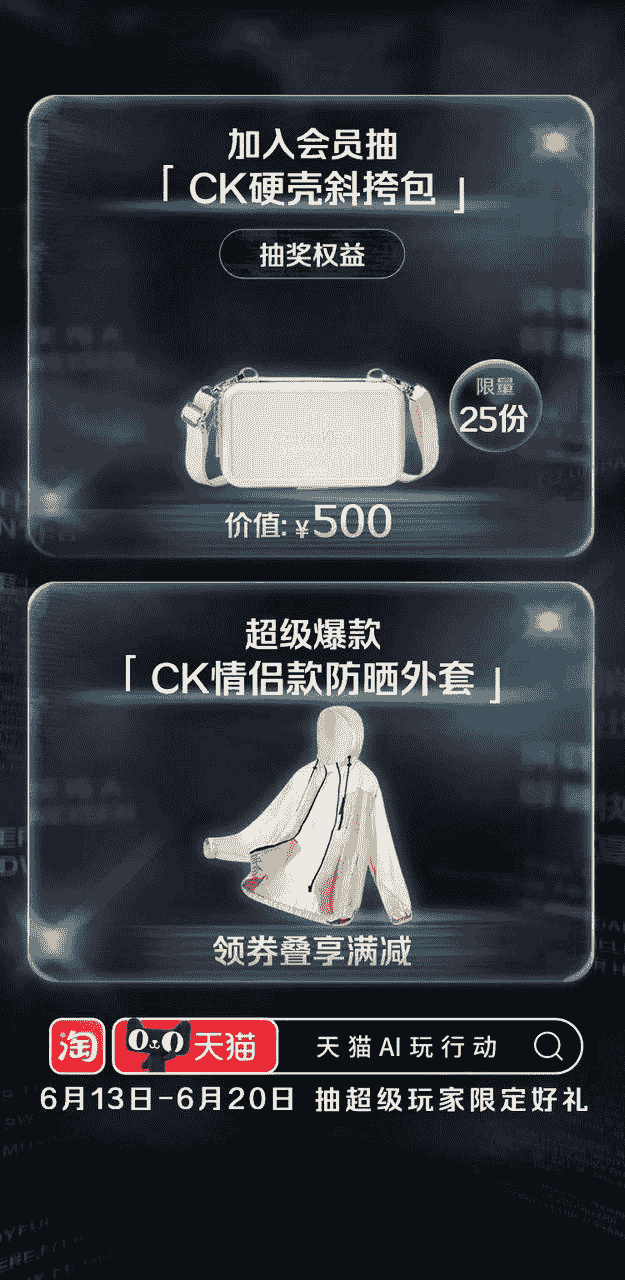 加入会员抽
「CK硬壳斜挎包」
抽奖权益
限量
25份
价值:¥500
超级爆款
「CK情侣款防晒外套」
领券叠享满减
淘 天猫 天猫AI玩行动
6月13日-6月20日 抽超级玩家限定好礼